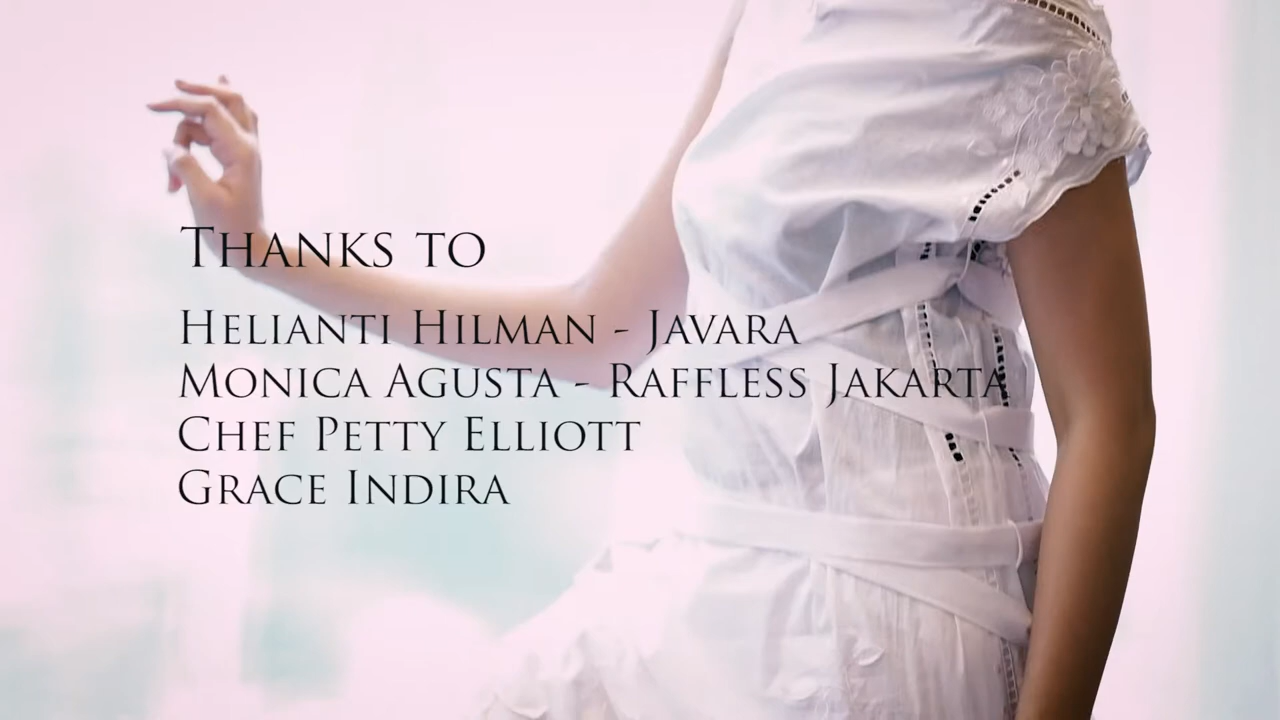 THANKS TO
HELIANTI HILMAN - JAVARA
MONICA AGUSTA - RAFFLESS JAKARTA
CHEF PETTY ELLIOTT
GRACE INDIRA